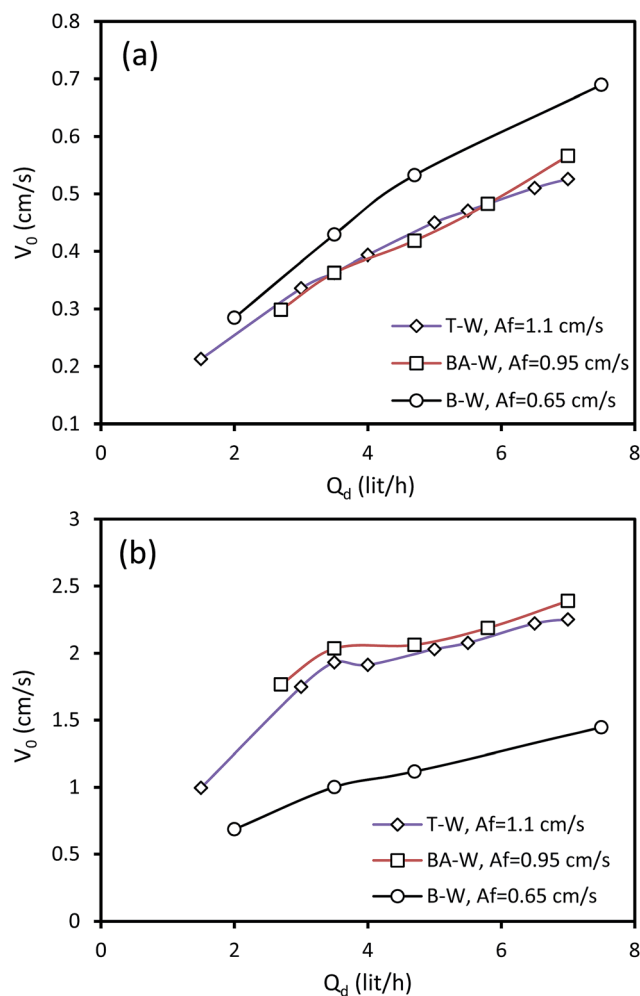 (a)
0.8
0.7
0.6
0.5
0.4
0.3
0.2
0.1
V0 (cm/s)
T-W, Af=1.1 cm/s
BA-W, Af=0.95 cm/s
B-W, Af=0.65 cm/s
0 2 4 6 8
Qd (lit/h)
(b)
3
2.5
2
1.5
1
0.5
0
V0 (cm/s)
T-W, Af=1.1 cm/s
BA-W, Af=0.95 cm/s
B-W, Af=0.65 cm/s
0 2 4 6 8
Qd (lit/h)